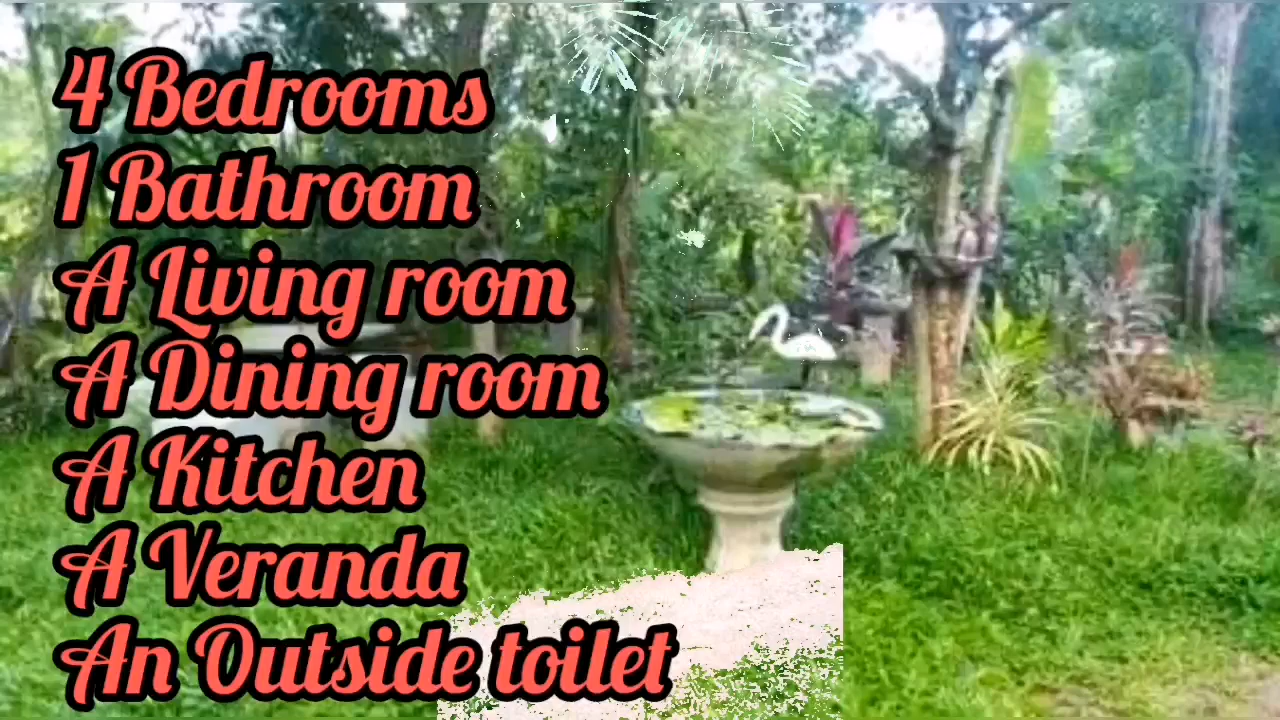 4 Bedrooms
1 Bathroom
A Living room
A Dining room
A Kitchen
A Veranda
An Outside toilet